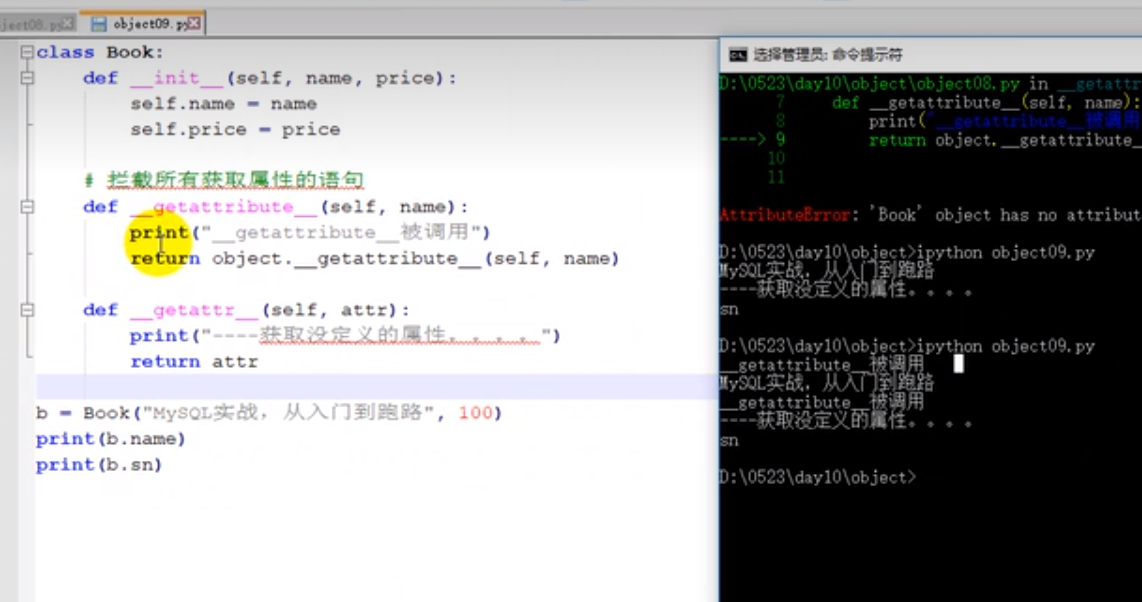 ject08.py
object09.py
class Book:
def __init__(self, name, price):
self.name = name
self.price = price
# 拦截所有获取属性的语句
def __getattribute__(self, name):
print("__getattribute__被调用")
return object.__getattribute__(self, name)
def __getattr__(self, attr):
print("----获取没定义的属性。。。。")
return attr
b = Book("MySQL实战，从入门到跑路", 100)
print(b.name)
print(b.sn)
选择管理员: 命令提示符
D:\0523\day10\object\object08.py in __getattr
7 def __getattribute__(self, name):
8 print("__getattribute__被调用
----> 9 return object.__getattribute_
10
11
AttributeError: 'Book' object has no attribut
D:\0523\day10\object>ipython object09.py
MySQL实战，从入门到跑路
----获取没定义的属性。。。。
sn
D:\0523\day10\object>ipython object09.py
__getattribute__被调用
MySQL实战，从入门到跑路
__getattribute__被调用
----获取没定义的属性。。。。
sn
D:\0523\day10\object>